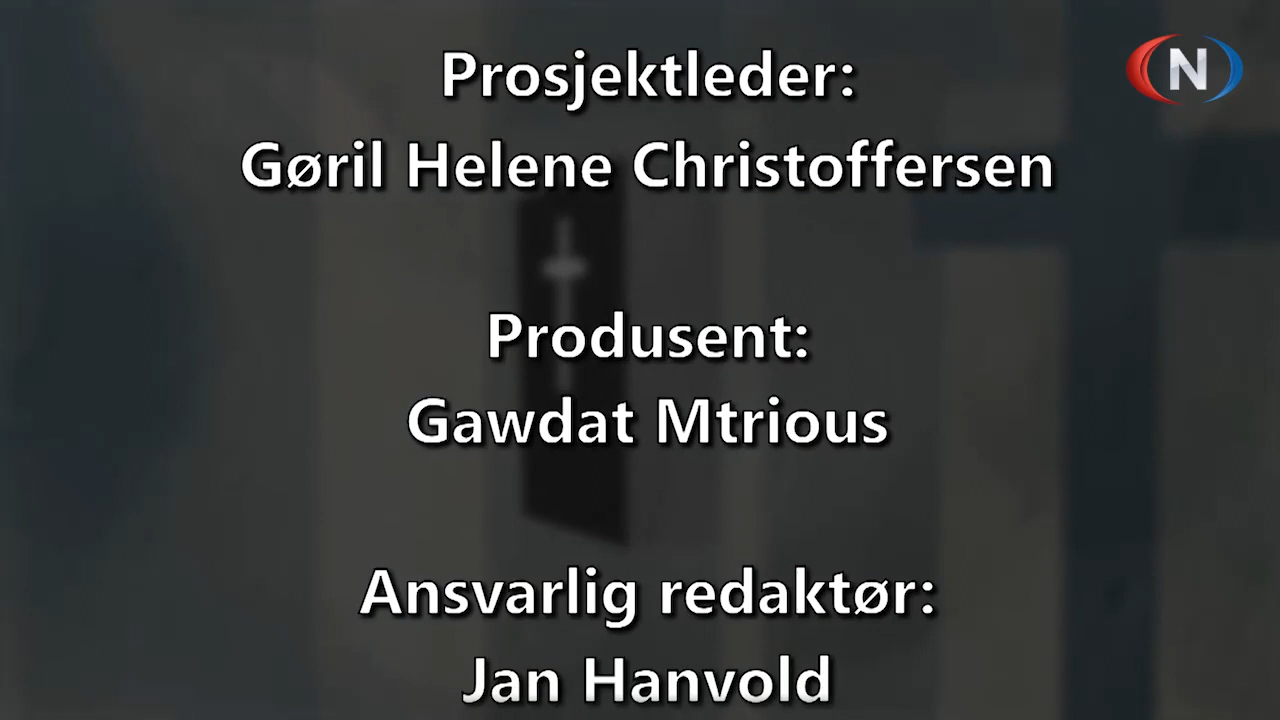 Prosjektleder:
N
Gøril Helene Christoffersen
Produsent:
Gawdat Mtrious
Ansvarlig redaktør:
Jan Hanvold